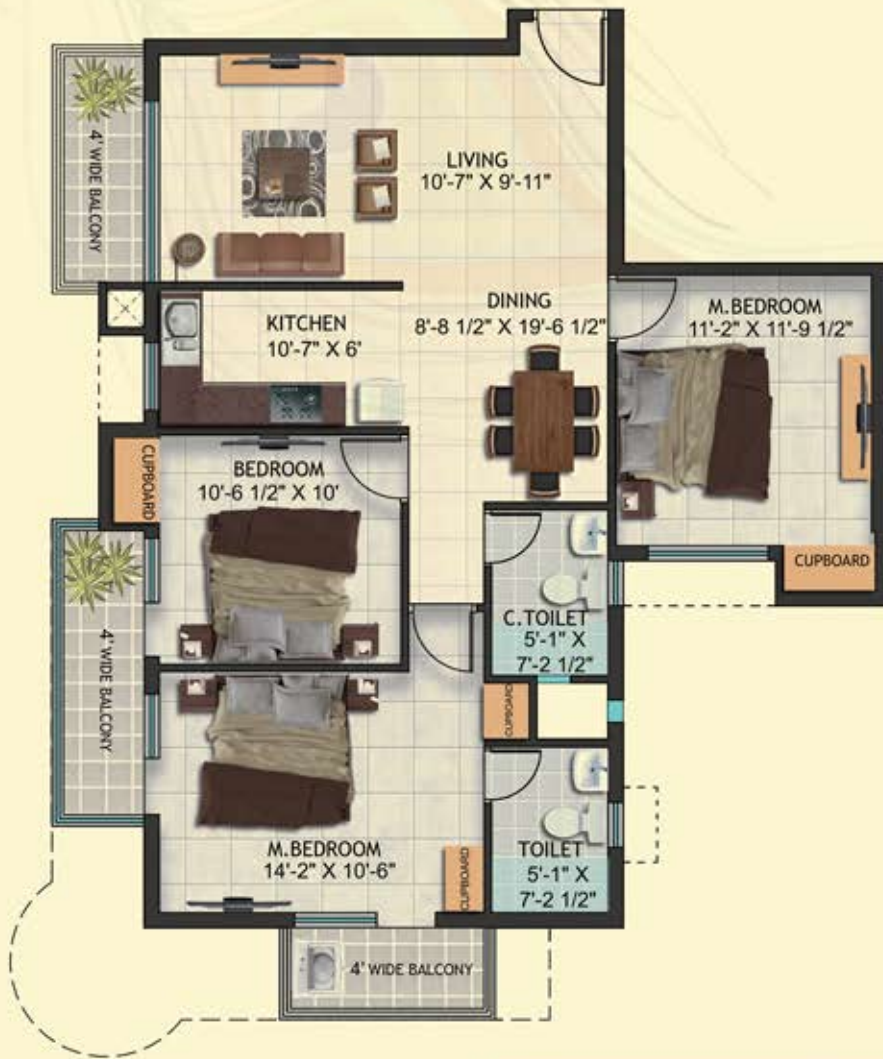 4' WIDE BALCONY
LIVING
10'-7" X 9'-11"
KITCHEN
10'-7" X 6'
DINING
8'-8 1/2" X 19'-6 1/2"
M.BEDROOM
11'-2" X 11'-9 1/2"
CUPBOARD
BEDROOM
10'-6 1/2" X 10'
CUPBOARD
4' WIDE BALCONY
C.TOILET
5'-1" X
7'-2 1/2"
CUPBOARD
M.BEDROOM
14'-2" X 10'-6"
CUPBOARD
TOILET
5'-1" X
7'-2 1/2"
4' WIDE BALCONY